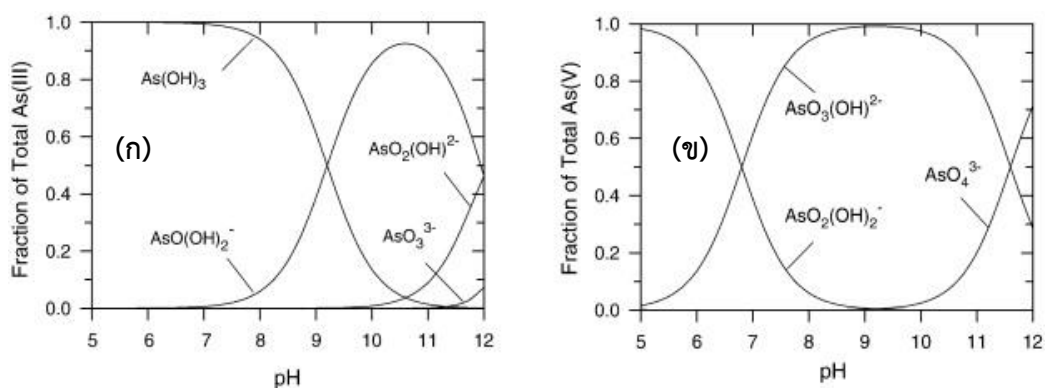 Fraction of Total As(III)
1.0
0.8
0.6
0.4
0.2
0.0
(ก)
As(OH)₃
AsO(OH)₂⁻
AsO₂(OH)²⁻
AsO₃³⁻
5 6 7 8 9 10 11 12
pH
Fraction of Total As(V)
1.0
0.8
0.6
0.4
0.2
0.0
(ข)
AsO₃(OH)²⁻
AsO₂(OH)₂⁻
AsO₄³⁻
5 6 7 8 9 10 11 12
pH